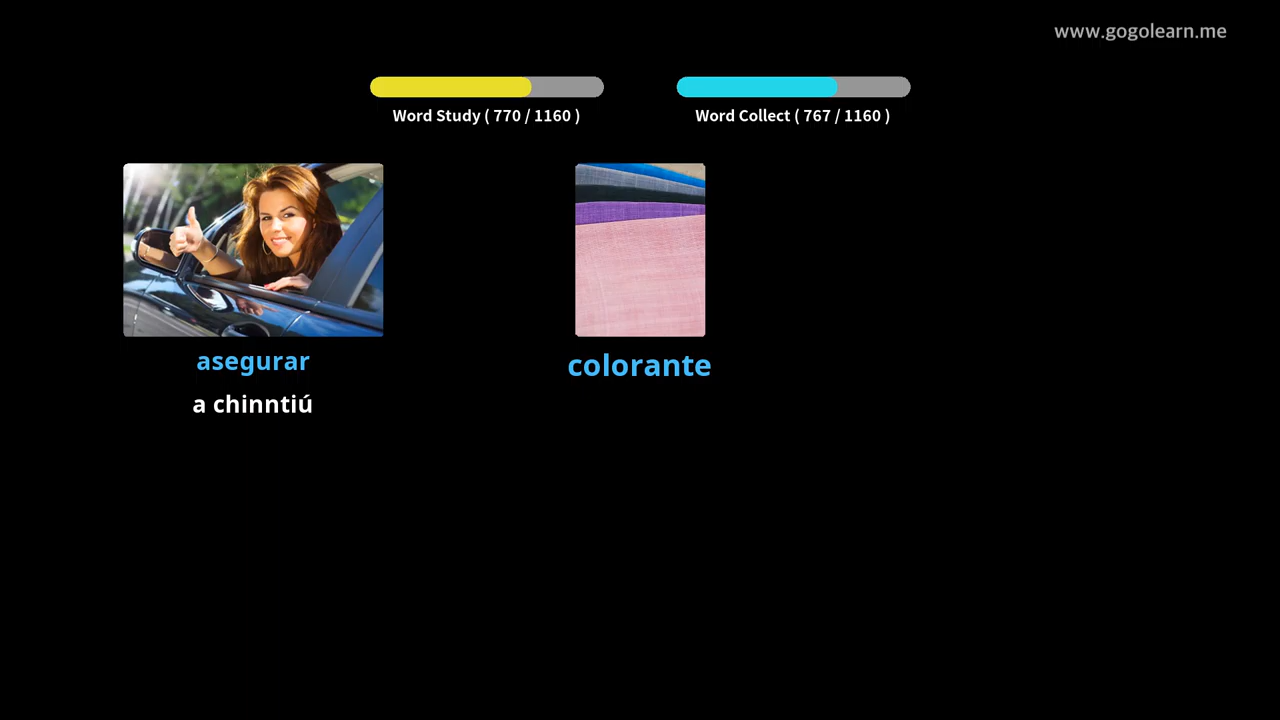 www.gogolearn.me
Word Study ( 770 / 1160 )
Word Collect ( 767 / 1160 )
asegurar
a chinntiú
colorante